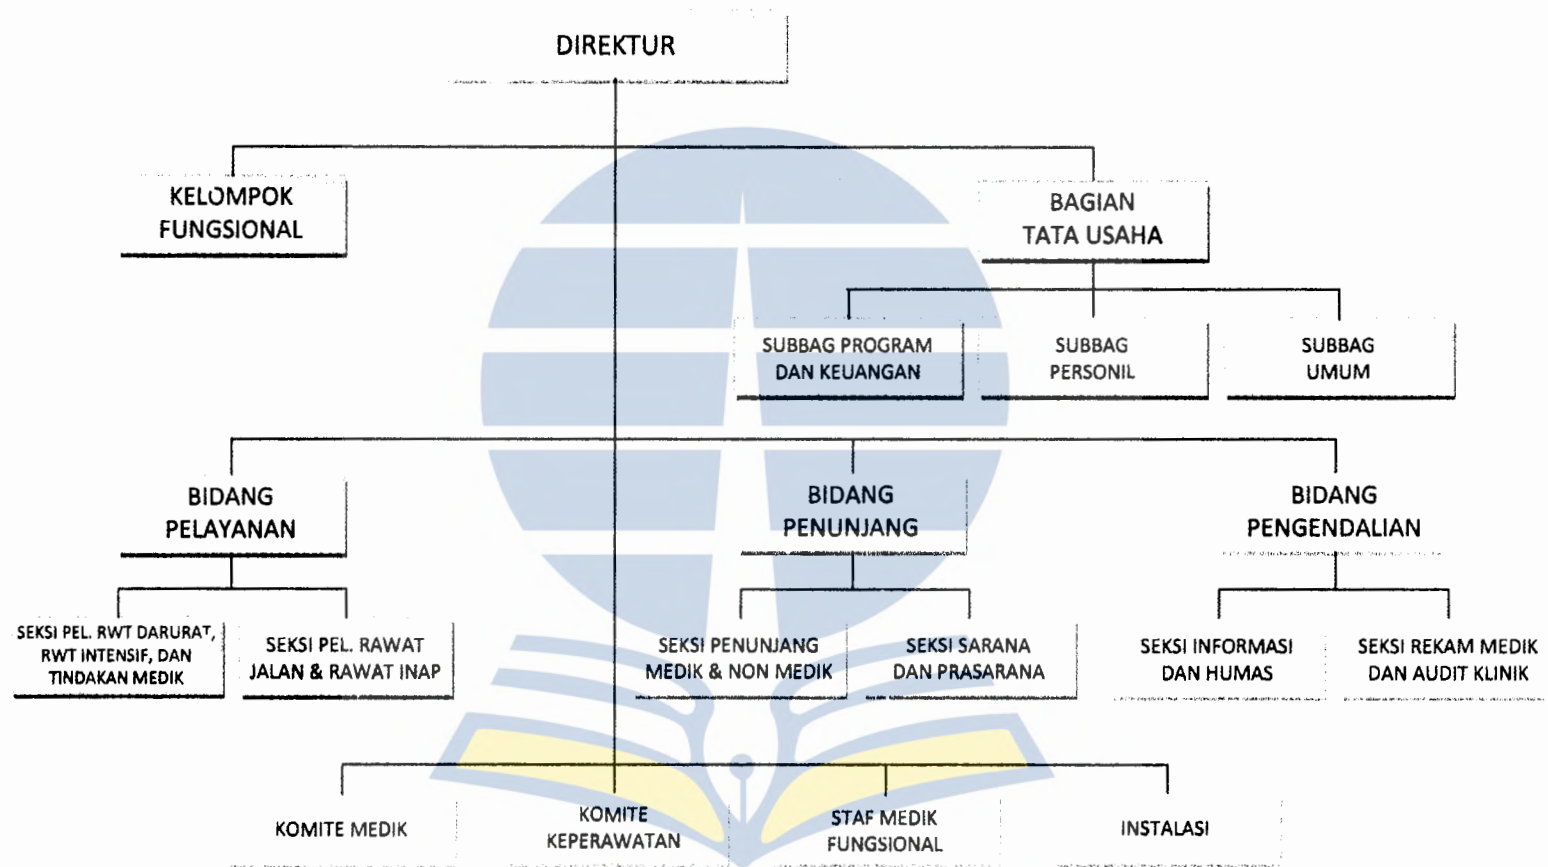 DIREKTUR
KELOMPOK
FUNGSIONAL
BAGIAN
TATA USAHA
SUBBAG PROGRAM
DAN KEUANGAN
SUBBAG
PERSONIL
SUBBAG
UMUM
BIDANG
PELAYANAN
BIDANG
PENUNJANG
BIDANG
PENGENDALIAN
SEKSI PEL. RWT DARURAT,
RWT INTENSIF, DAN
TINDAKAN MEDIK
SEKSI PEL. RAWAT
JALAN & RAWAT INAP
SEKSI PENUNJANG
MEDIK & NON MEDIK
SEKSI SARANA
DAN PRASARANA
SEKSI INFORMASI
DAN HUMAS
SEKSI REKAM MEDIK
DAN AUDIT KLINIK
KOMITE MEDIK
KOMITE
KEPERAWATAN
STAF MEDIK
FUNGSIONAL
INSTALASI